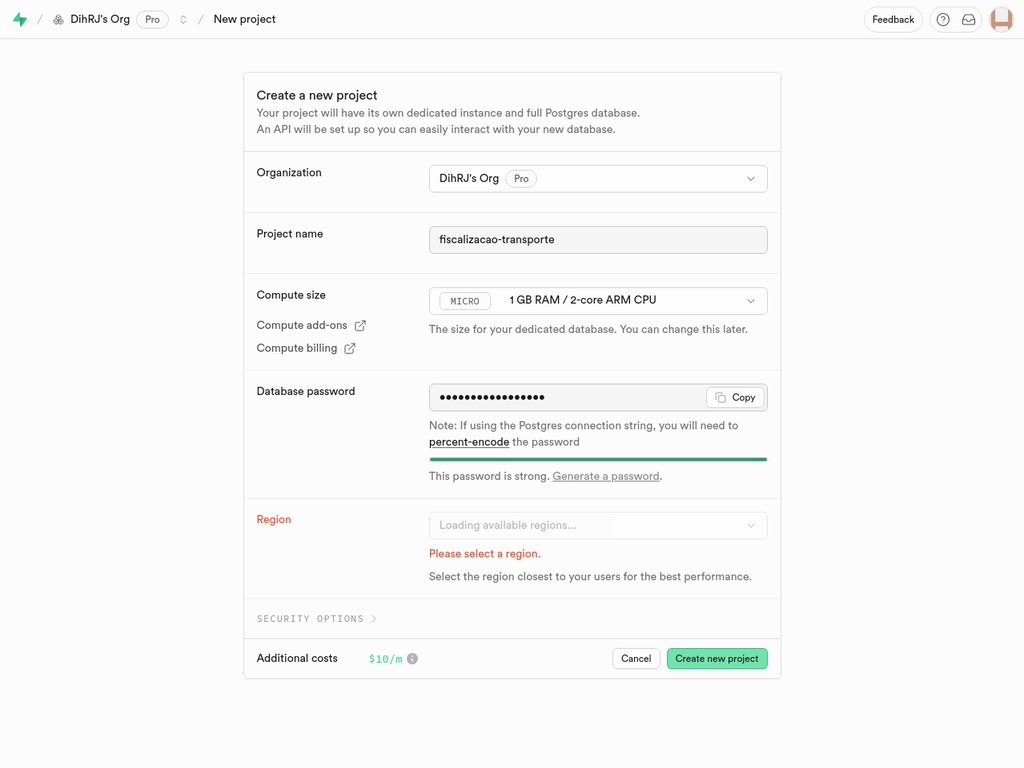 DihRJ's Org Pro New project Feedback
Create a new project
Your project will have its own dedicated instance and full Postgres database.
An API will be set up so you can easily interact with your new database.
Organization
DihRJ's Org Pro
Project name
fiscalizacao-transporte
Compute size
MICRO 1 GB RAM / 2-core ARM CPU
Compute add-ons
The size for your dedicated database. You can change this later.
Compute billing
Database password
••••••••••••••••• Copy
Note: If using the Postgres connection string, you will need to
percent-encode the password
This password is strong. Generate a password.
Region
Loading available regions...
Please select a region.
Select the region closest to your users for the best performance.
SECURITY OPTIONS
Additional costs $10/m Cancel Create new project